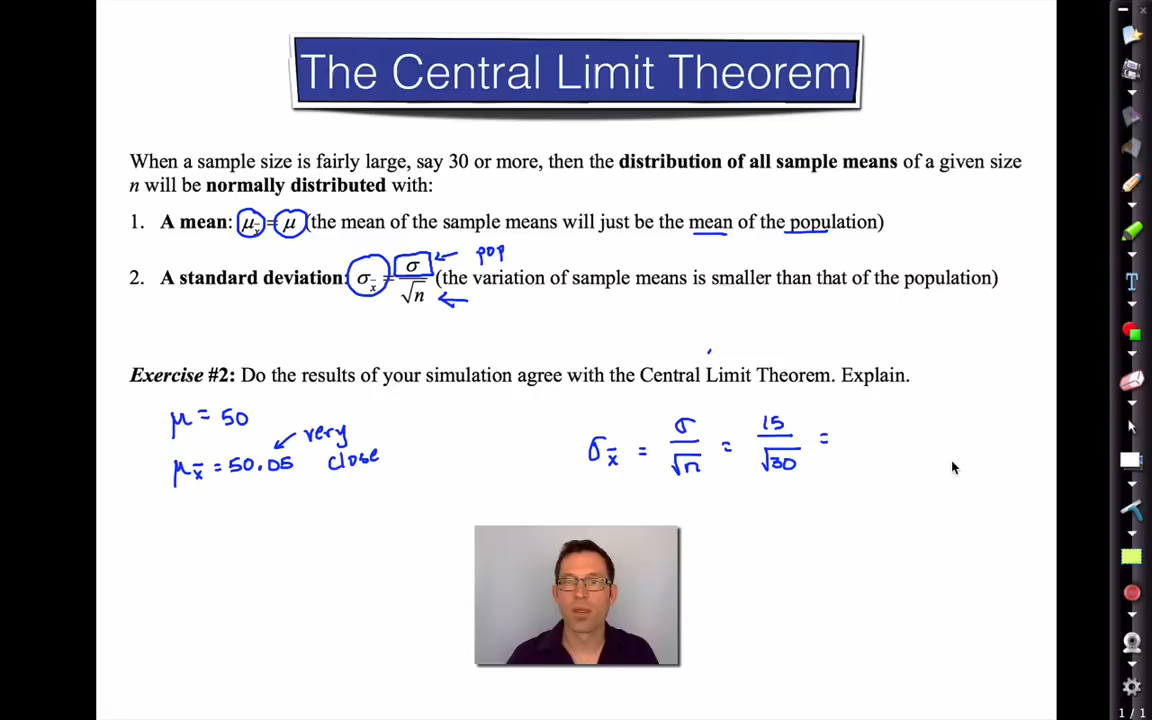 The Central Limit Theorem
When a sample size is fairly large, say 30 or more, then the distribution of all sample means of a given size
n will be normally distributed with:
1. A mean: μx̄ = μ (the mean of the sample means will just be the mean of the population)
pop
2. A standard deviation: σx̄ = σ/√n (the variation of sample means is smaller than that of the population)
Exercise #2: Do the results of your simulation agree with the Central Limit Theorem. Explain.
μ = 50
μx̄ = 50.05 very close
σx̄ = σ/√n = 15/√30 =
T
1 / 1